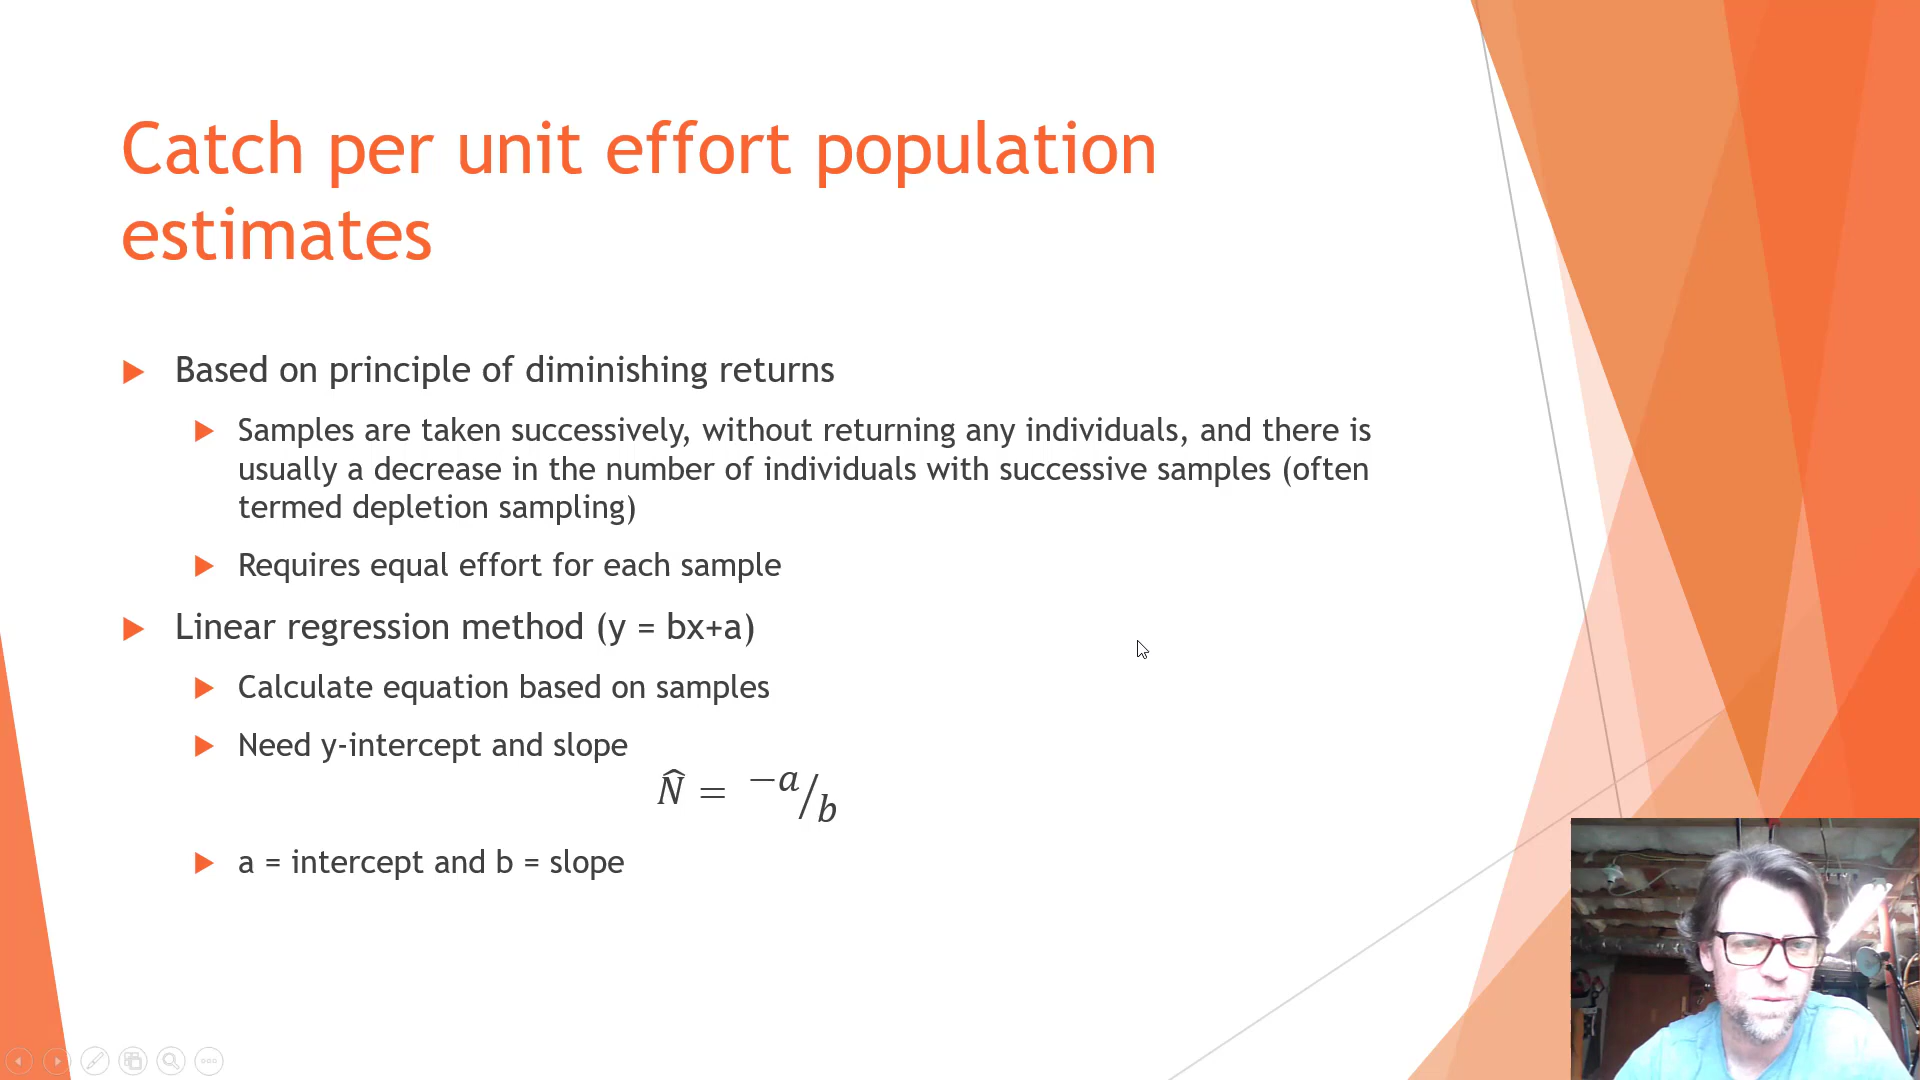 Catch per unit effort population
estimates
Based on principle of diminishing returns
Samples are taken successively, without returning any individuals, and there is
usually a decrease in the number of individuals with successive samples (often
termed depletion sampling)
Requires equal effort for each sample
Linear regression method (y = bx+a)
Calculate equation based on samples
Need y-intercept and slope
N̂ = −a/b
a = intercept and b = slope